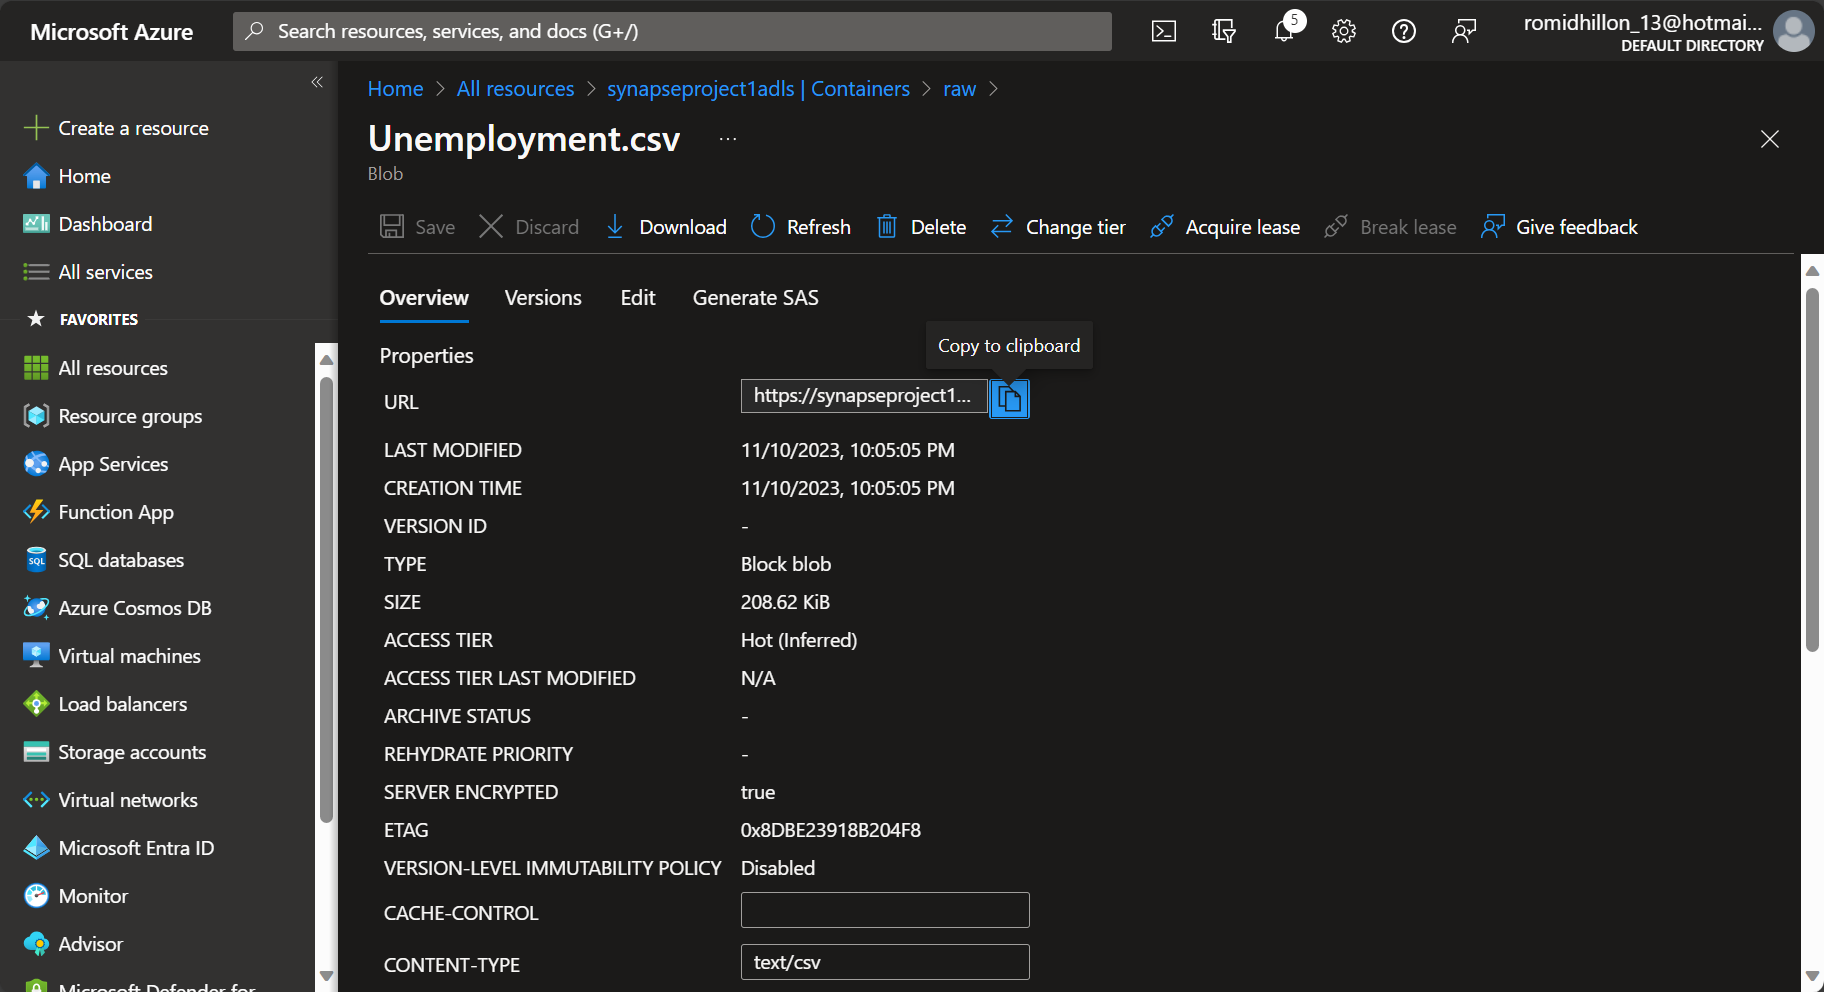 Microsoft Azure
Search resources, services, and docs (G+/)
5
romidhillon_13@hotmai...
DEFAULT DIRECTORY
«
Create a resource
Home
Dashboard
All services
FAVORITES
All resources
Resource groups
App Services
Function App
SQL databases
Azure Cosmos DB
Virtual machines
Load balancers
Storage accounts
Virtual networks
Microsoft Entra ID
Monitor
Advisor
Microsoft Defender for
Home > All resources > synapseproject1adls | Containers > raw >
Unemployment.csv ...
Blob
Save Discard Download Refresh Delete Change tier Acquire lease Break lease Give feedback
Overview Versions Edit Generate SAS
Copy to clipboard
Properties
URL https://synapseproject1...
LAST MODIFIED 11/10/2023, 10:05:05 PM
CREATION TIME 11/10/2023, 10:05:05 PM
VERSION ID -
TYPE Block blob
SIZE 208.62 KiB
ACCESS TIER Hot (Inferred)
ACCESS TIER LAST MODIFIED N/A
ARCHIVE STATUS -
REHYDRATE PRIORITY -
SERVER ENCRYPTED true
ETAG 0x8DBE23918B204F8
VERSION-LEVEL IMMUTABILITY POLICY Disabled
CACHE-CONTROL
CONTENT-TYPE text/csv